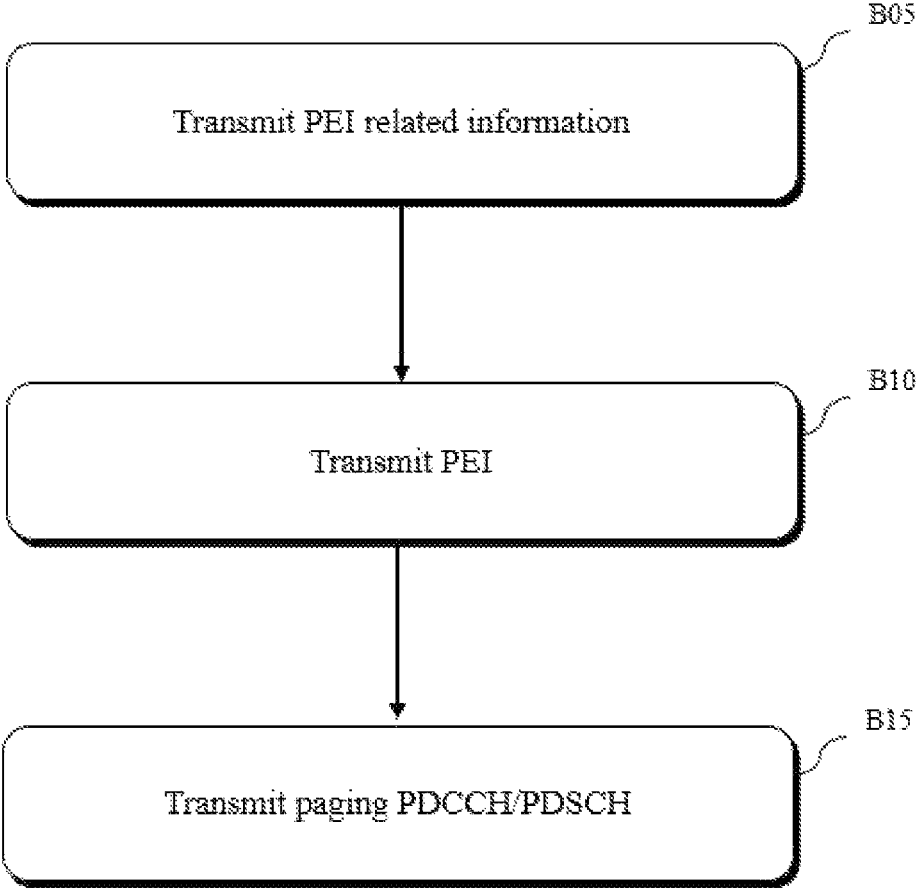 B05
Transmit PEI related information
B10
Transmit PEI
B15
Transmit paging PDCCH/PDSCH